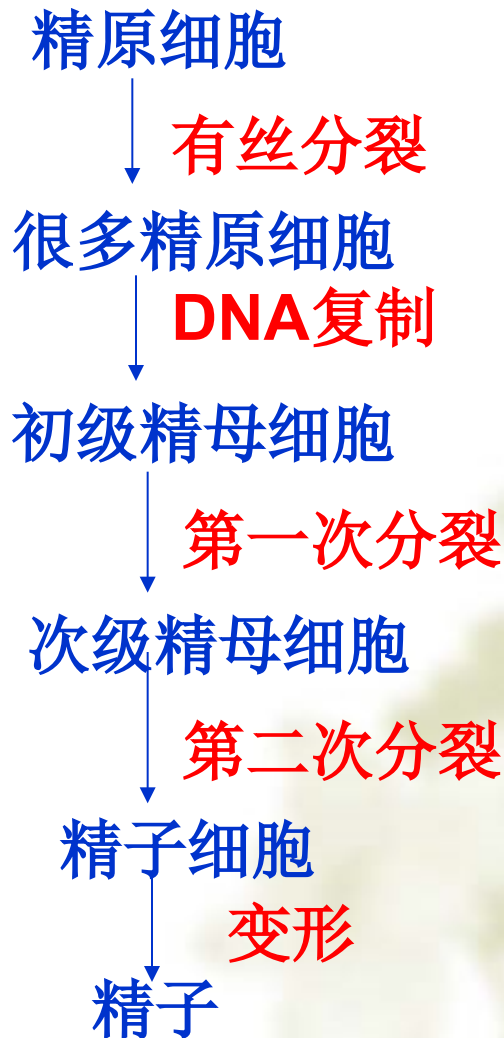 精原细胞
有丝分裂
很多精原细胞
DNA复制
初级精母细胞
第一次分裂
次级精母细胞
第二次分裂
精子细胞
变形
精子